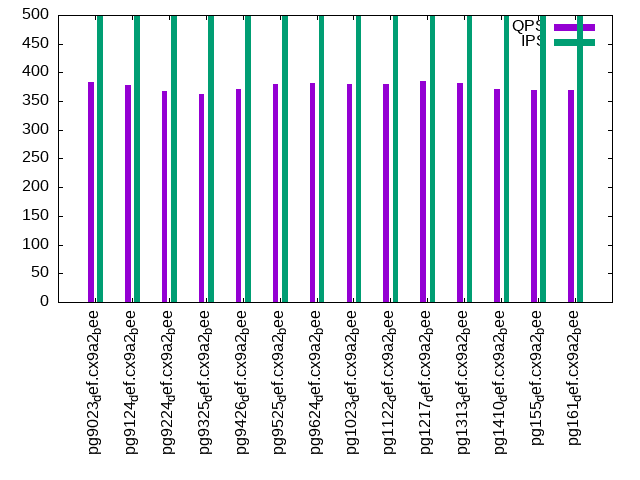 500
450
400
350
300
250
200
150
100
50
0
QPS
IPS
pg9023def.cx9a2bee
pg9124def.cx9a2bee
pg9224def.cx9a2bee
pg9325def.cx9a2bee
pg9426def.cx9a2bee
pg9525def.cx9a2bee
pg9624def.cx9a2bee
pg1023def.cx9a2bee
pg1122def.cx9a2bee
pg1217def.cx9a2bee
pg1313def.cx9a2bee
pg1410def.cx9a2bee
pg155def.cx9a2bee
pg161def.cx9a2bee